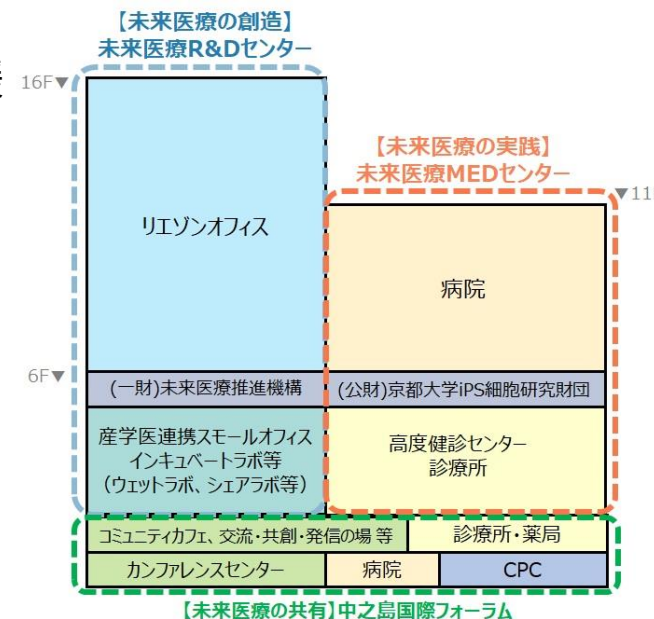 【未来医療の創造】
未来医療R&Dセンター
16F▼
【未来医療の実践】
未来医療MEDセンター
▼11
リエゾンオフィス
病院
6F▼
(一財)未来医療推進機構
(公財)京都大学iPS細胞研究財団
産学医連携スモールオフィス
インキュベートラボ等
(ウェットラボ、シェアラボ等)
高度健診センター
診療所
コミュニティカフェ、交流・共創・発信の場 等
診療所・薬局
カンファレンスセンター
病院
CPC
【未来医療の共有】中之島国際フォーラム